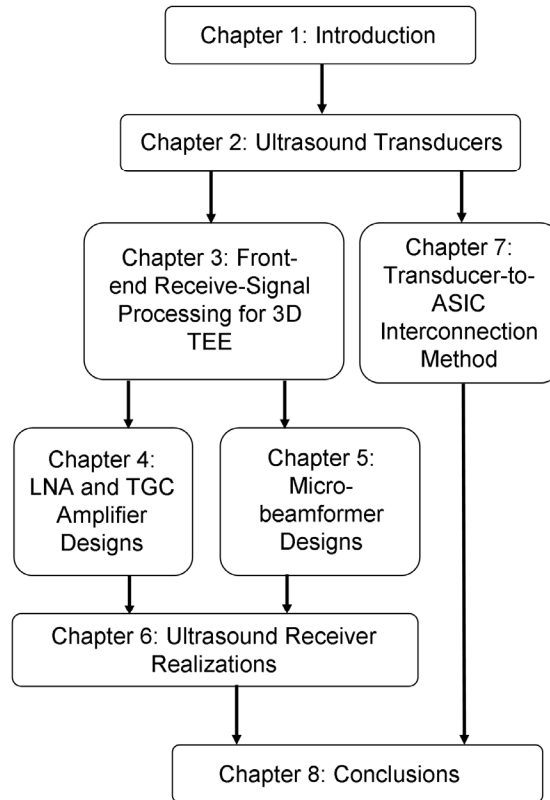 Chapter 1: Introduction
Chapter 2: Ultrasound Transducers
Chapter 3: Front-
end Receive-Signal
Processing for 3D
TEE
Chapter 7:
Transducer-to-
ASIC
Interconnection
Method
Chapter 4:
LNA and TGC
Amplifier
Designs
Chapter 5:
Micro-
beamformer
Designs
Chapter 6: Ultrasound Receiver
Realizations
Chapter 8: Conclusions